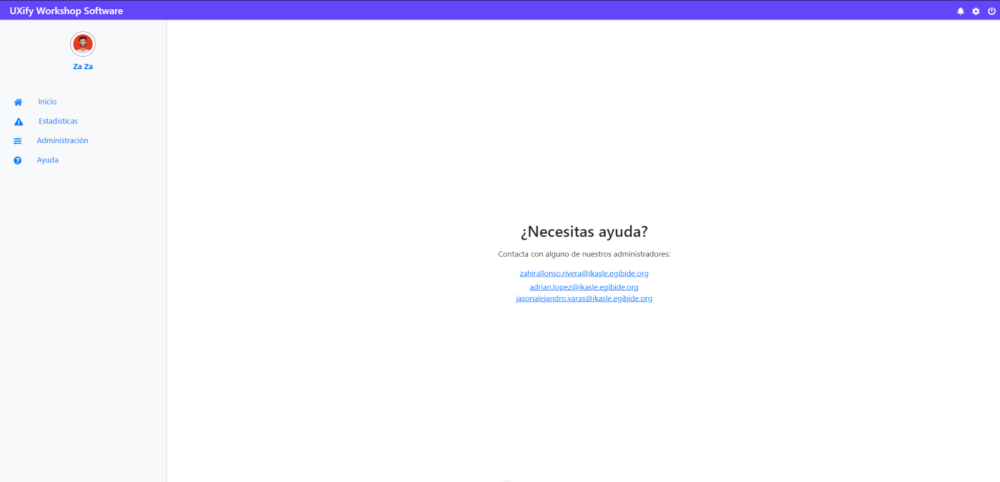 UXify Workshop Software
Za Za
Inicio
Estadisticas
Administración
Ayuda
¿Necesitas ayuda?
Contacta con alguno de nuestros administradores:
zahirallonso.rivera@ikasle.egibide.org
adrian.lopez@ikasle.egibide.org
jasonalejandro.varas@ikasle.egibide.org